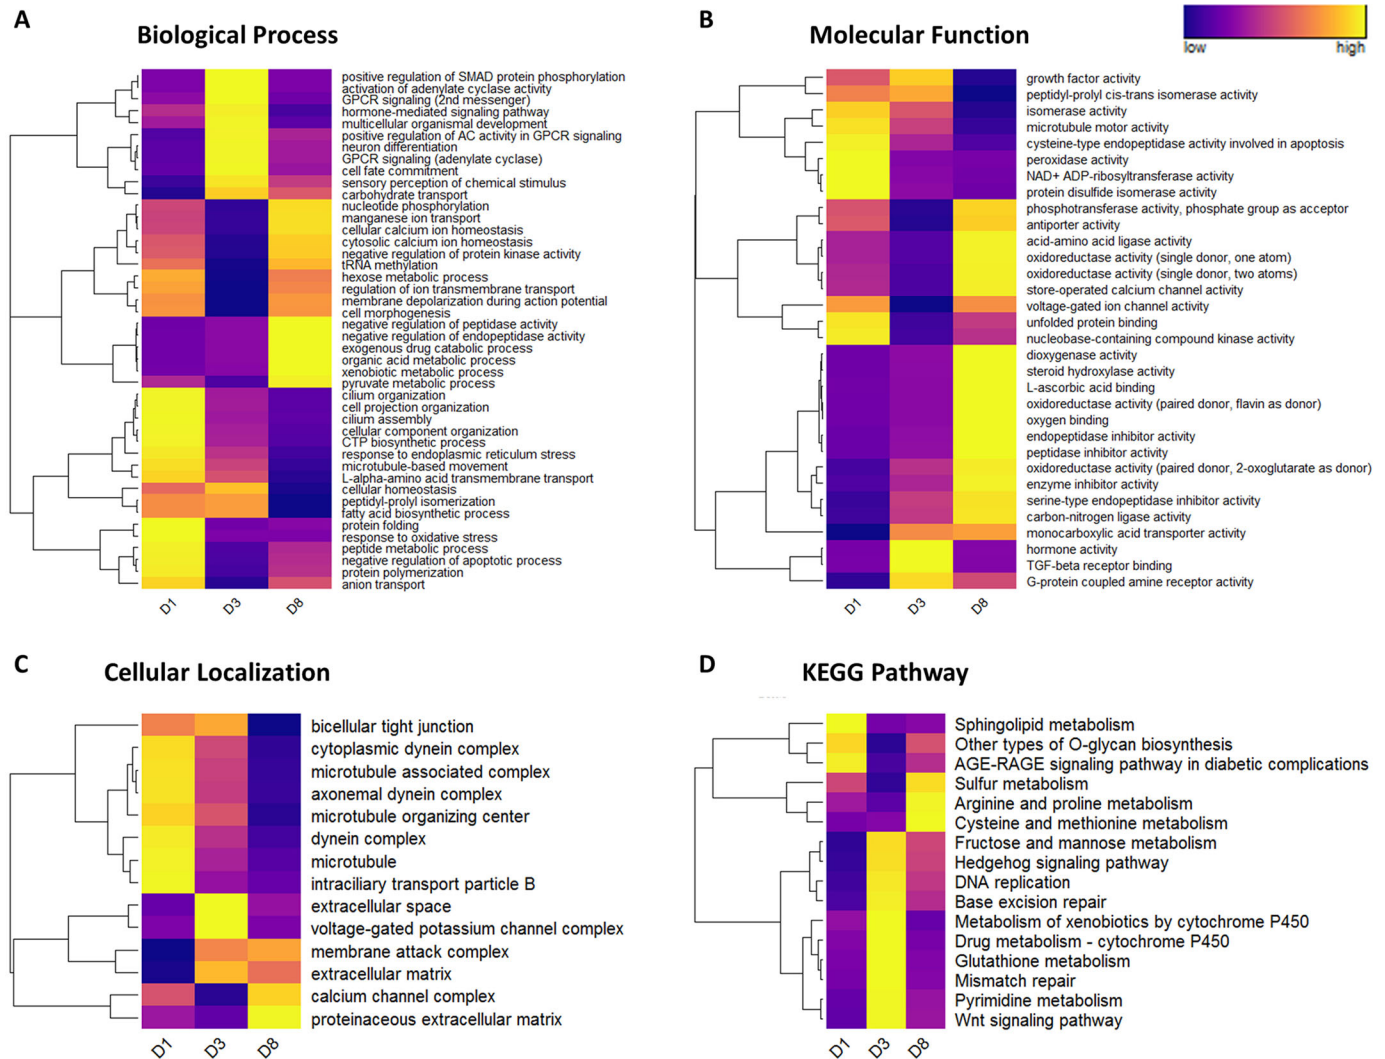 A
Biological Process
positive regulation of SMAD protein phosphorylation
activation of adenylate cyclase activity
GPCR signaling (2nd messenger)
hormone-mediated signaling pathway
multicellular organismal development
positive regulation of AC activity in GPCR signaling
neuron differentiation
GPCR signaling (adenylate cyclase)
cell fate commitment
sensory perception of chemical stimulus
carbohydrate transport
nucleotide phosphorylation
manganese ion transport
cellular calcium ion homeostasis
cytosolic calcium ion homeostasis
negative regulation of protein kinase activity
tRNA methylation
hexose metabolic process
regulation of ion transmembrane transport
membrane depolarization during action potential
cell morphogenesis
negative regulation of peptidase activity
negative regulation of endopeptidase activity
exogenous drug catabolic process
organic acid metabolic process
xenobiotic metabolic process
pyruvate metabolic process
cilium organization
cell projection organization
cilium assembly
cellular component organization
CTP biosynthetic process
response to endoplasmic reticulum stress
microtubule-based movement
L-alpha-amino acid transmembrane transport
cellular homeostasis
peptidyl-prolyl isomerization
fatty acid biosynthetic process
protein folding
response to oxidative stress
peptide metabolic process
negative regulation of apoptotic process
protein polymerization
anion transport
D1 D3 D8
B
Molecular Function
low high
growth factor activity
peptidyl-prolyl cis-trans isomerase activity
isomerase activity
microtubule motor activity
cysteine-type endopeptidase activity involved in apoptosis
peroxidase activity
NAD+ ADP-ribosyltransferase activity
protein disulfide isomerase activity
phosphotransferase activity, phosphate group as acceptor
antiporter activity
acid-amino acid ligase activity
oxidoreductase activity (single donor, one atom)
oxidoreductase activity (single donor, two atoms)
store-operated calcium channel activity
voltage-gated ion channel activity
unfolded protein binding
nucleobase-containing compound kinase activity
dioxygenase activity
steroid hydroxylase activity
L-ascorbic acid binding
oxidoreductase activity (paired donor, flavin as donor)
oxygen binding
endopeptidase inhibitor activity
peptidase inhibitor activity
oxidoreductase activity (paired donor, 2-oxoglutarate as donor)
enzyme inhibitor activity
serine-type endopeptidase inhibitor activity
carbon-nitrogen ligase activity
monocarboxylic acid transporter activity
hormone activity
TGF-beta receptor binding
G-protein coupled amine receptor activity
D1 D3 D8
C
Cellular Localization
bicellular tight junction
cytoplasmic dynein complex
microtubule associated complex
axonemal dynein complex
microtubule organizing center
dynein complex
microtubule
intraciliary transport particle B
extracellular space
voltage-gated potassium channel complex
membrane attack complex
extracellular matrix
calcium channel complex
proteinaceous extracellular matrix
D1 D3 D8
D
KEGG Pathway
Sphingolipid metabolism
Other types of O-glycan biosynthesis
AGE-RAGE signaling pathway in diabetic complications
Sulfur metabolism
Arginine and proline metabolism
Cysteine and methionine metabolism
Fructose and mannose metabolism
Hedgehog signaling pathway
DNA replication
Base excision repair
Metabolism of xenobiotics by cytochrome P450
Drug metabolism - cytochrome P450
Glutathione metabolism
Mismatch repair
Pyrimidine metabolism
Wnt signaling pathway
D1 D3 D8